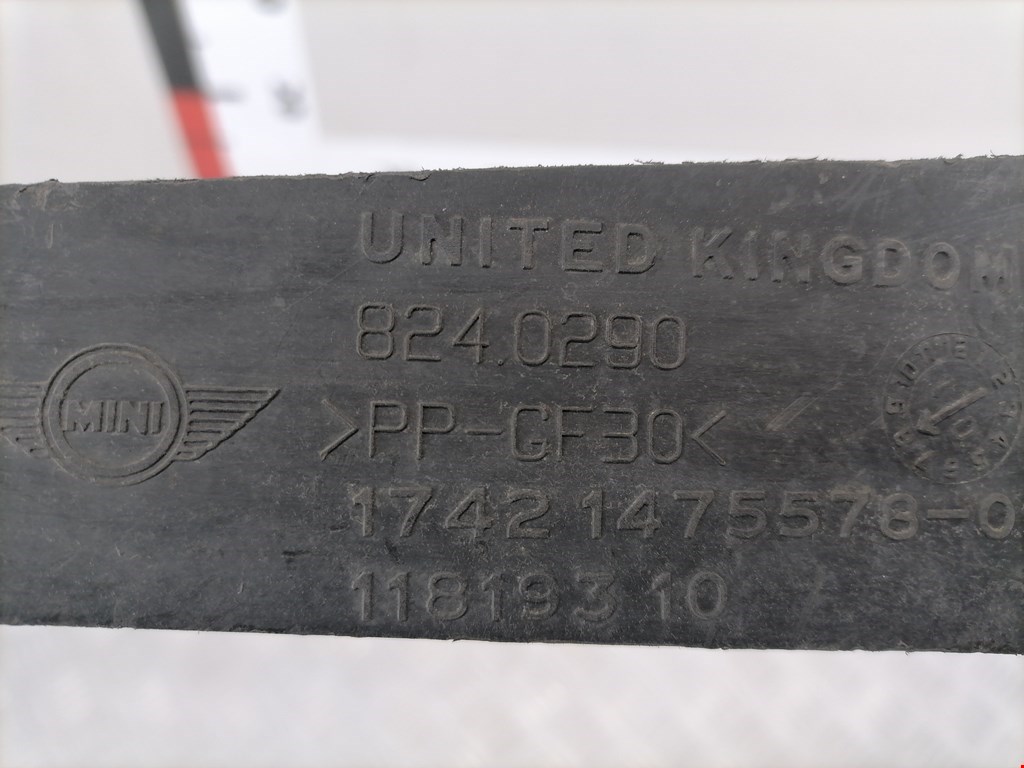 UNITED KINGDOM
824.0290
MINI
>PP-GF30<
1742 1475578-0
118193 10